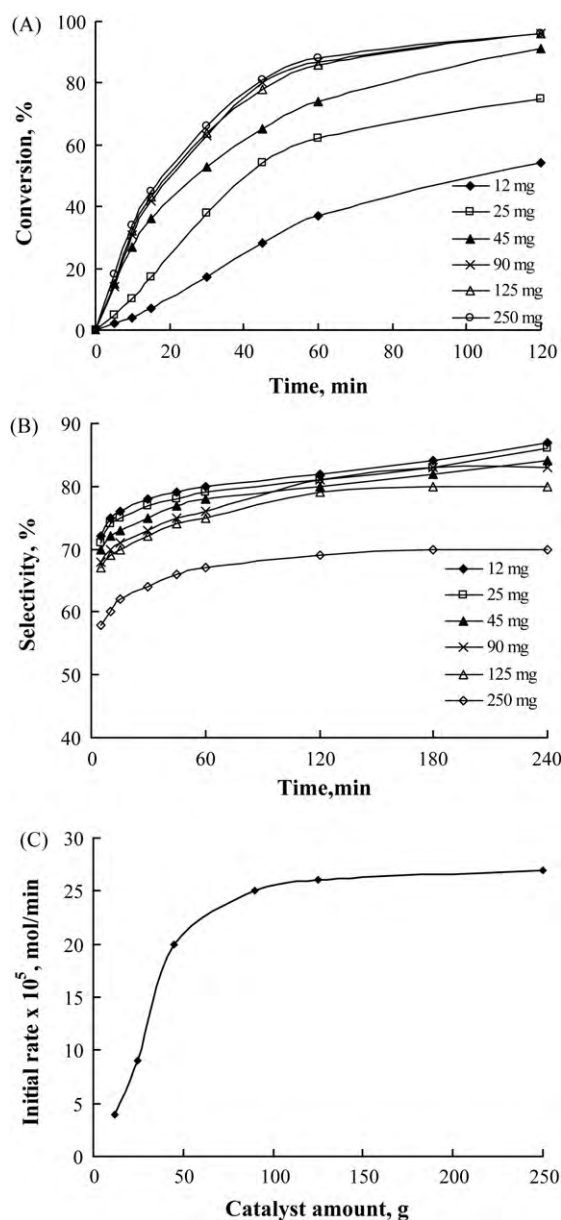 (A)
100
80
60
40
20
0
Conversion, %
12 mg
25 mg
45 mg
90 mg
125 mg
250 mg
0 20 40 60 80 100 120
Time, min
(B)
90
80
70
60
50
40
Selectivity, %
12 mg
25 mg
45 mg
90 mg
125 mg
250 mg
0 60 120 180 240
Time,min
(C)
30
25
20
15
10
5
0
Initial rate x 10⁵, mol/min
0 50 100 150 200 250
Catalyst amount, g